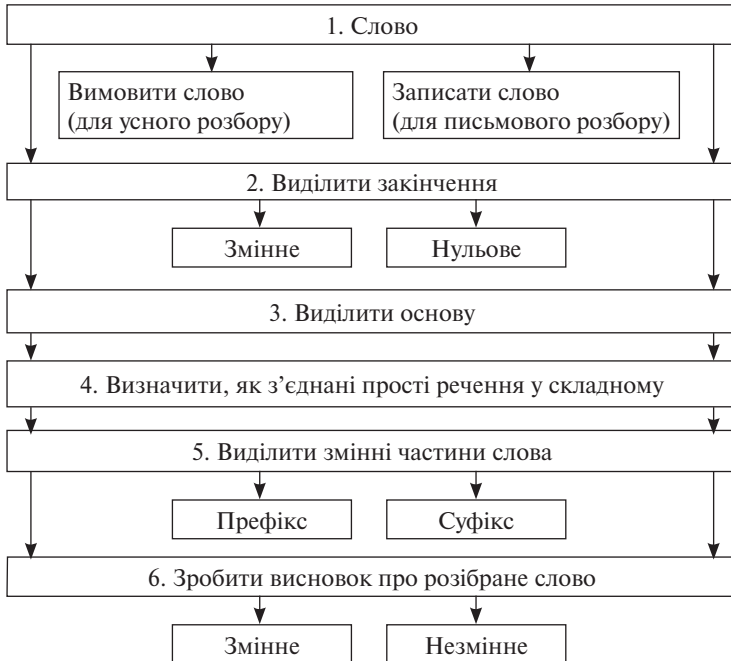 1. Слово
Вимовити слово
(для усного розбору)
Записати слово
(для письмового розбору)
2. Виділити закінчення
Змінне
Нульове
3. Виділити основу
4. Визначити, як з’єднані прості речення у складному
5. Виділити змінні частини слова
Префікс
Суфікс
6. Зробити висновок про розібране слово
Змінне
Незмінне